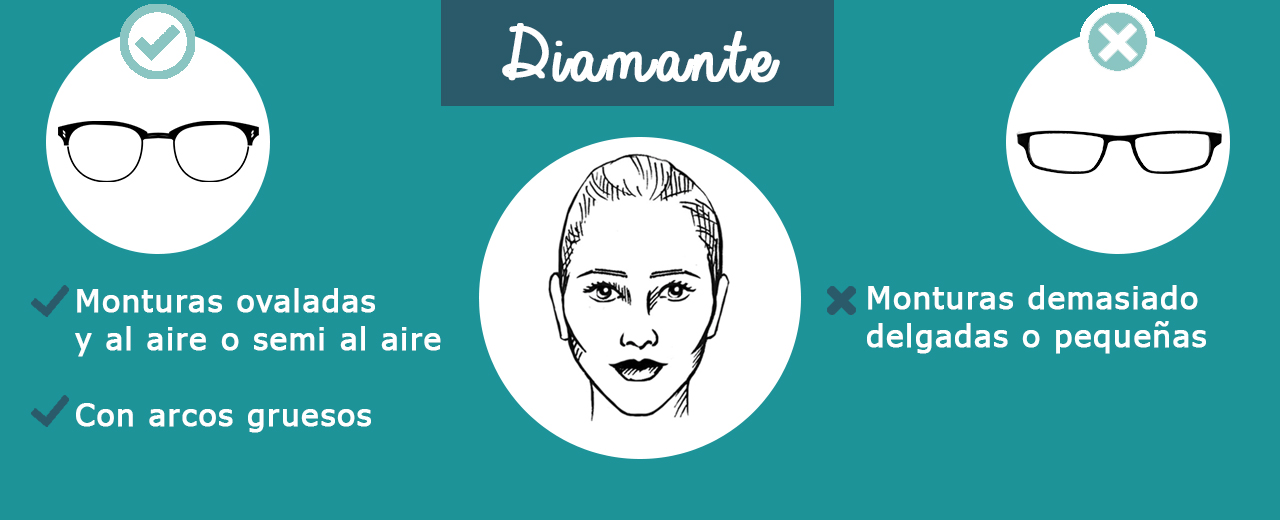 Diamante
Monturas ovaladas
y al aire o semi al aire
Con arcos gruesos
Monturas demasiado
delgadas o pequeñas